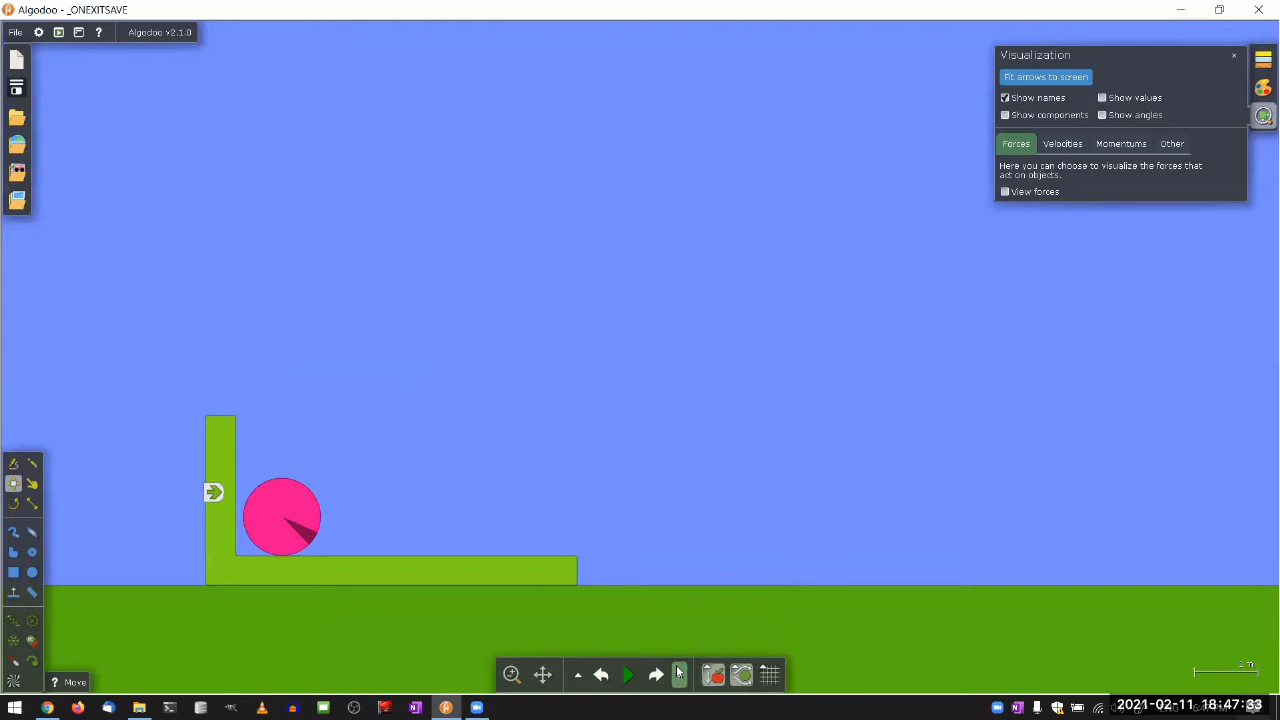 Algodoo - _ONEXITSAVE
File ? Algodoo v2.1.0
Visualization ×
Fit arrows to screen
Show names Show values
Show components Show angles
Forces Velocities Momentums Other
Here you can choose to visualize the forces that
act on objects.
View forces
1 m
? Move
2021-02-11 18:47:33